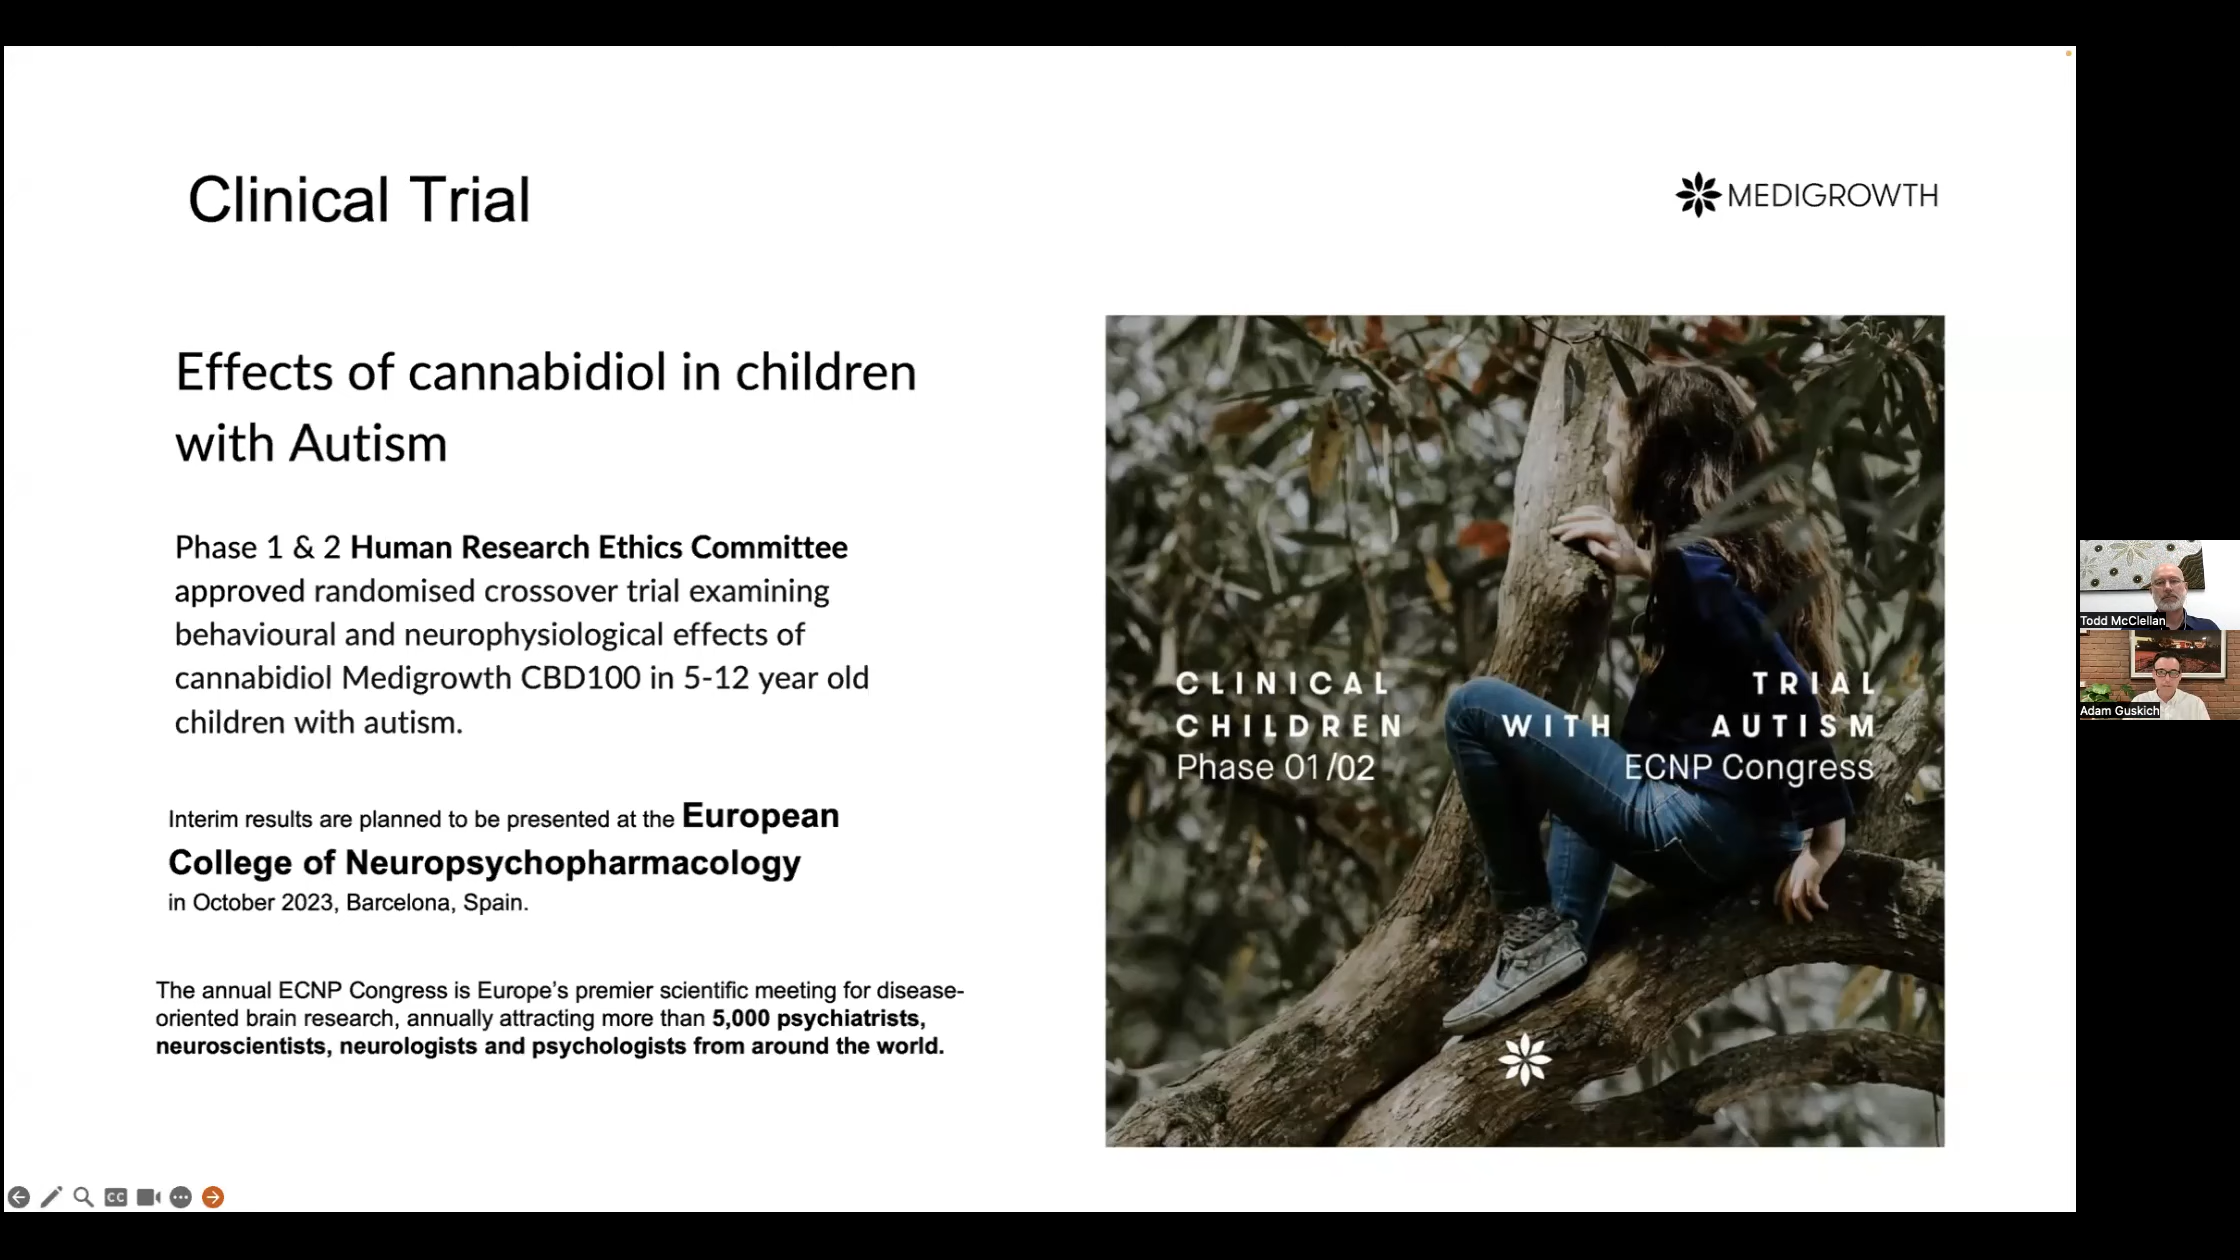 Clinical Trial
MEDIGROWTH
Effects of cannabidiol in children
with Autism
Phase 1 & 2 Human Research Ethics Committee
approved randomised crossover trial examining
behavioural and neurophysiological effects of
cannabidiol Medigrowth CBD100 in 5-12 year old
children with autism.
Interim results are planned to be presented at the European
College of Neuropsychopharmacology
in October 2023, Barcelona, Spain.
The annual ECNP Congress is Europe's premier scientific meeting for disease-
oriented brain research, annually attracting more than 5,000 psychiatrists,
neuroscientists, neurologists and psychologists from around the world.
CLINICAL TRIAL
CHILDREN WITH AUTISM
Phase 01/02 ECNP Congress
Todd McClellan
Adam Guskich
CC